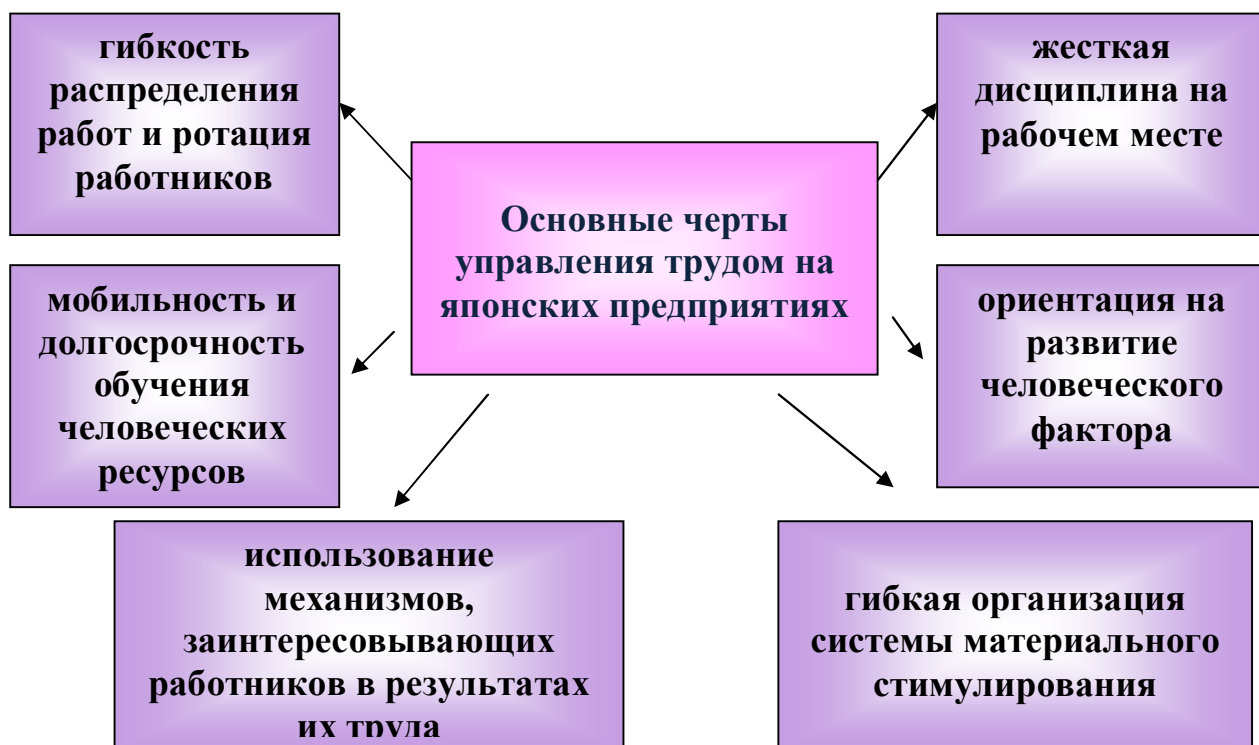 гибкость
распределения
работ и ротация
работников
жесткая
дисциплина на
рабочем месте
Основные черты
управления трудом на
японских предприятиях
мобильность и
долгосрочность
обучения
человеческих
ресурсов
ориентация на
развитие
человеческого
фактора
использование
механизмов,
заинтересовывающих
работников в результатах
их труда
гибкая организация
системы материального
стимулирования